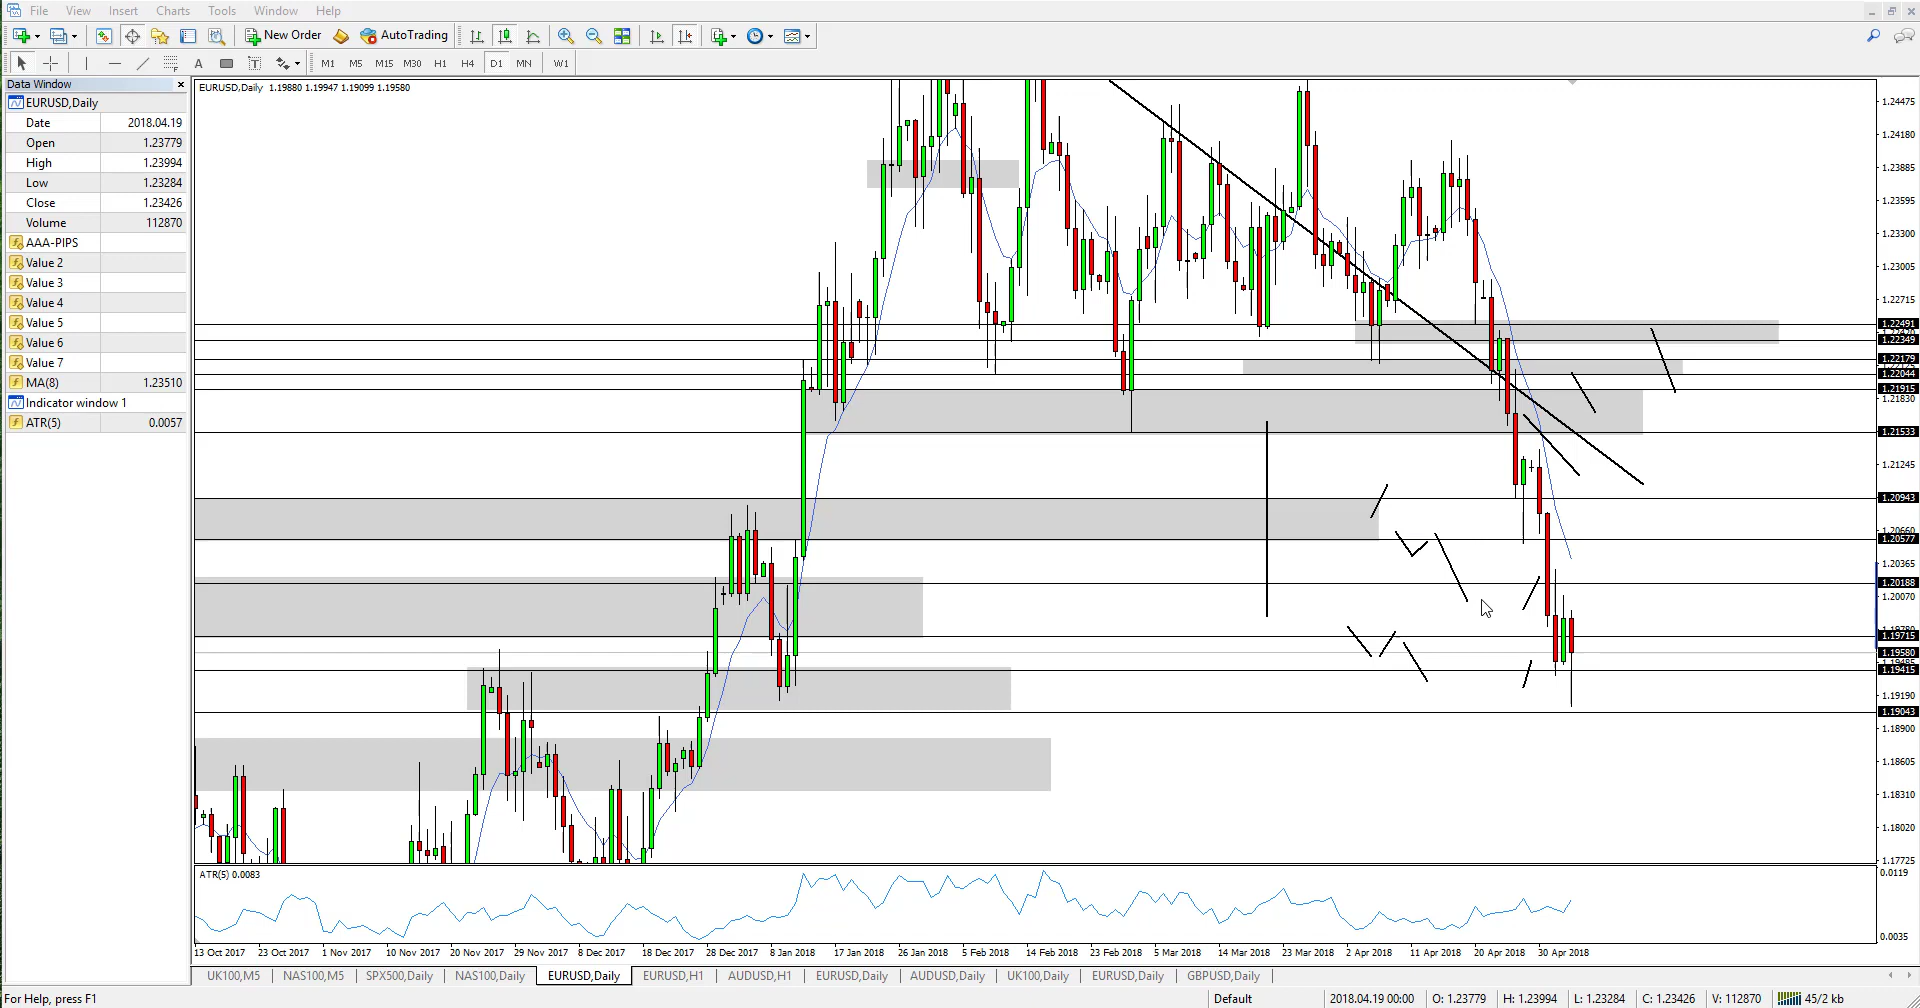 File View Insert Charts Tools Window Help
New Order AutoTrading
A T M1 M5 M15 M30 H1 H4 D1 MN W1
Data Window
EURUSD,Daily
Date 2018.04.19
Open 1.23779
High 1.23994
Low 1.23284
Close 1.23426
Volume 112870
AAA-PIPS
Value 2
Value 3
Value 4
Value 5
Value 6
Value 7
MA(8) 1.23510
Indicator window 1
ATR(5) 0.0057
EURUSD,Daily 1.19880 1.19947 1.19099 1.19580
1.24475
1.24180
1.23885
1.23595
1.23300
1.23005
1.22715
1.22491
1.22349
1.22179
1.22044
1.21915
1.21830
1.21533
1.21245
1.20943
1.20660
1.20577
1.20365
1.20188
1.20070
1.19715
1.19580
1.19485
1.19415
1.19190
1.19043
1.18900
1.18605
1.18310
1.18020
1.17725
ATR(5) 0.0083
0.0119
0.0035
13 Oct 2017 23 Oct 2017 1 Nov 2017 10 Nov 2017 20 Nov 2017 29 Nov 2017 8 Dec 2017 18 Dec 2017 28 Dec 2017 8 Jan 2018 17 Jan 2018 26 Jan 2018 5 Feb 2018 14 Feb 2018 23 Feb 2018 5 Mar 2018 14 Mar 2018 23 Mar 2018 2 Apr 2018 11 Apr 2018 20 Apr 2018 30 Apr 2018
UK100,M5 NAS100,M5 SPX500,Daily NAS100,Daily EURUSD,Daily EURUSD,H1 AUDUSD,H1 EURUSD,Daily AUDUSD,Daily UK100,Daily EURUSD,Daily GBPUSD,Daily
For Help, press F1 Default 2018.04.19 00:00 O: 1.23779 H: 1.23994 L: 1.23284 C: 1.23426 V: 112870 45/2 kb